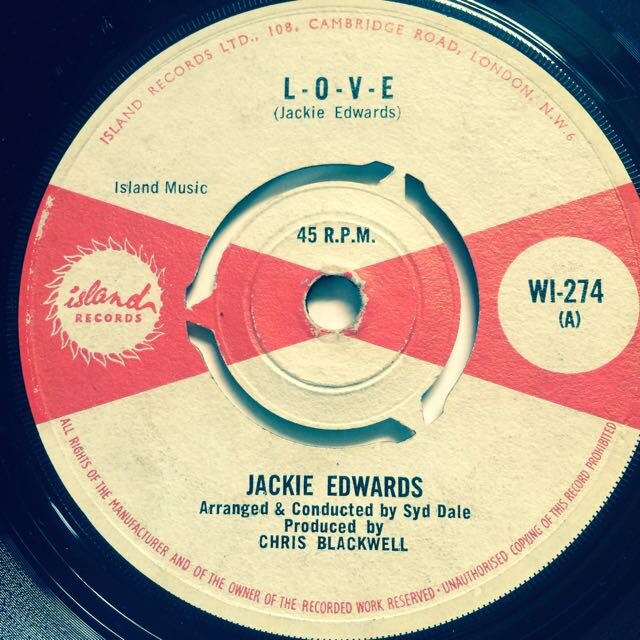 ISLAND RECORDS LTD., 108, CAMBRIDGE ROAD, LONDON, N.W.6
L-O-V-E
(Jackie Edwards)
Island Music
45 R.P.M.
island
RECORDS
WI-274
(A)
JACKIE EDWARDS
Arranged & Conducted by Syd Dale
Produced by
CHRIS BLACKWELL
ALL RIGHTS OF THE MANUFACTURER AND OF THE OWNER OF THE RECORDED WORK RESERVED · UNAUTHORISED COPYING OF THIS RECORD PROHIBITED